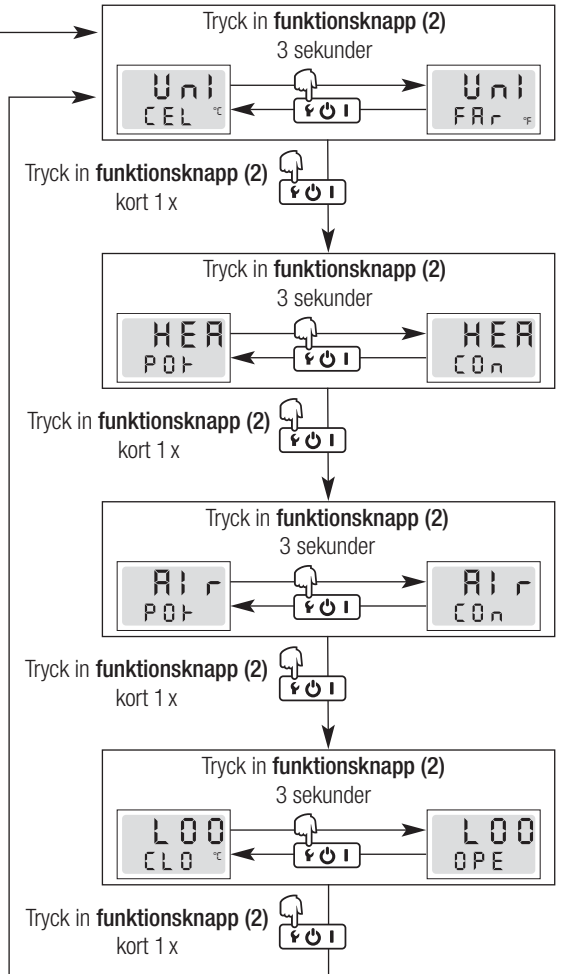 Tryck in funktionsknapp (2)
3 sekunder
UnI UnI
CEL °C FAr °F
Tryck in funktionsknapp (2)
kort 1 x
Tryck in funktionsknapp (2)
3 sekunder
HEA HEA
POt COn
Tryck in funktionsknapp (2)
kort 1 x
Tryck in funktionsknapp (2)
3 sekunder
AIr AIr
POt COn
Tryck in funktionsknapp (2)
kort 1 x
Tryck in funktionsknapp (2)
3 sekunder
LOO LOO
CLO °C OPE
Tryck in funktionsknapp (2)
kort 1 x